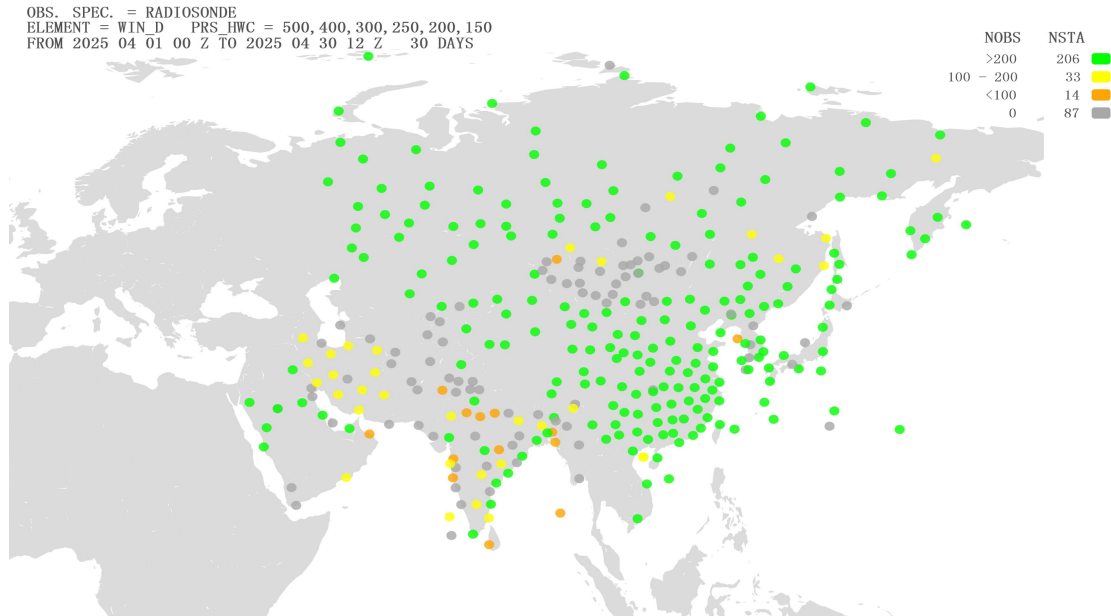 OBS. SPEC. = RADIOSONDE
ELEMENT = WIN_D PRS_HWC = 500,400,300,250,200,150
FROM 2025 04 01 00 Z TO 2025 04 30 12 Z 30 DAYS
NOBS NSTA
>200 206
100 - 200 33
<100 14
0 87